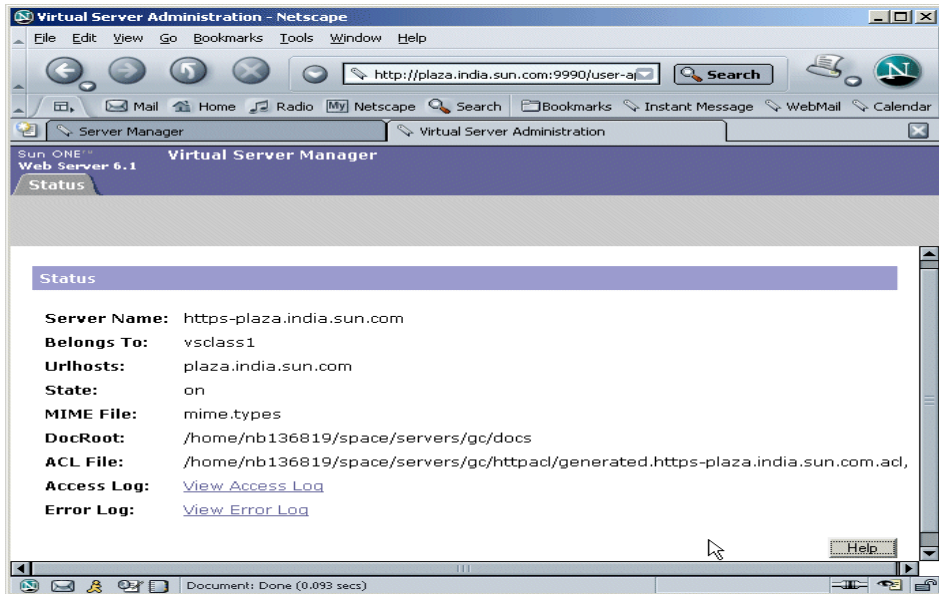 Virtual Server Administration - Netscape
File Edit View Go Bookmarks Tools Window Help
http://plaza.india.sun.com:9990/user-ap Search N
Mail Home Radio My Netscape Search Bookmarks Instant Message WebMail Calendar
Server Manager Virtual Server Administration
Sun ONE™ Virtual Server Manager
Web Server 6.1
Status
Status
Server Name: https-plaza.india.sun.com
Belongs To: vsclass1
Urlhosts: plaza.india.sun.com
State: on
MIME File: mime.types
DocRoot: /home/nb136819/space/servers/gc/docs
ACL File: /home/nb136819/space/servers/gc/httpacl/generated.https-plaza.india.sun.com.acl,
Access Log: View Access Log
Error Log: View Error Log
Help
Document: Done (0.093 secs)